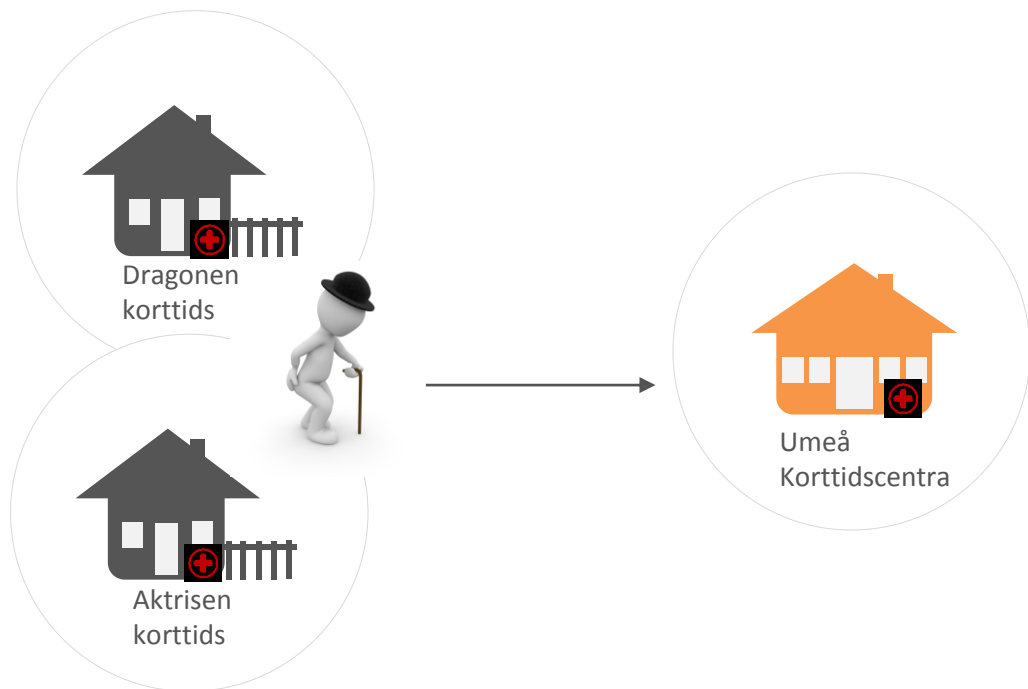 Dragonen
korttids
Aktrisen
korttids
Umeå
Korttidscentra